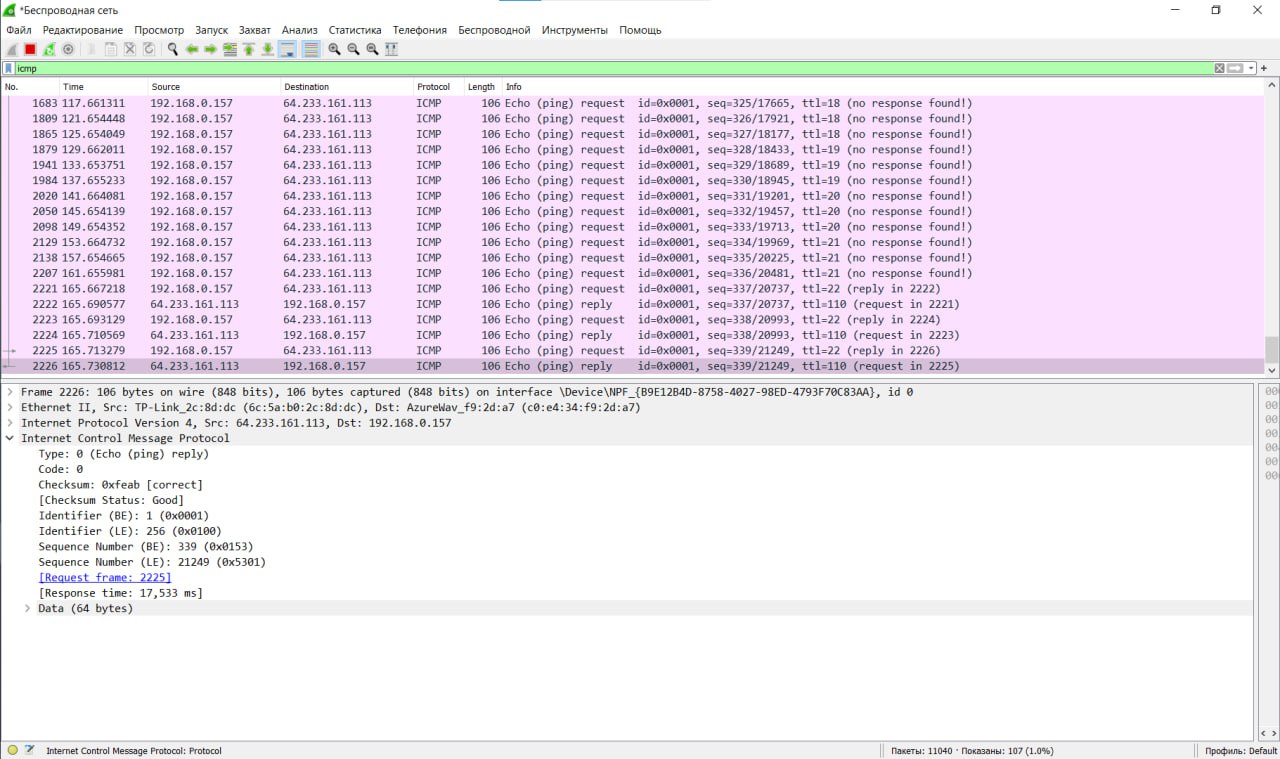 *Беспроводная сеть
Файл Редактирование Просмотр Запуск Захват Анализ Статистика Телефония Беспроводной Инструменты Помощь
icmp
No. Time Source Destination Protocol Length Info
1683 117.661311 192.168.0.157 64.233.161.113 ICMP 106 Echo (ping) request id=0x0001, seq=325/17665, ttl=18 (no response found!)
1809 121.654448 192.168.0.157 64.233.161.113 ICMP 106 Echo (ping) request id=0x0001, seq=326/17921, ttl=18 (no response found!)
1865 125.654049 192.168.0.157 64.233.161.113 ICMP 106 Echo (ping) request id=0x0001, seq=327/18177, ttl=18 (no response found!)
1879 129.662011 192.168.0.157 64.233.161.113 ICMP 106 Echo (ping) request id=0x0001, seq=328/18433, ttl=19 (no response found!)
1941 133.653751 192.168.0.157 64.233.161.113 ICMP 106 Echo (ping) request id=0x0001, seq=329/18689, ttl=19 (no response found!)
1984 137.655233 192.168.0.157 64.233.161.113 ICMP 106 Echo (ping) request id=0x0001, seq=330/18945, ttl=19 (no response found!)
2020 141.664081 192.168.0.157 64.233.161.113 ICMP 106 Echo (ping) request id=0x0001, seq=331/19201, ttl=20 (no response found!)
2050 145.654139 192.168.0.157 64.233.161.113 ICMP 106 Echo (ping) request id=0x0001, seq=332/19457, ttl=20 (no response found!)
2098 149.654352 192.168.0.157 64.233.161.113 ICMP 106 Echo (ping) request id=0x0001, seq=333/19713, ttl=20 (no response found!)
2129 153.664732 192.168.0.157 64.233.161.113 ICMP 106 Echo (ping) request id=0x0001, seq=334/19969, ttl=21 (no response found!)
2138 157.654665 192.168.0.157 64.233.161.113 ICMP 106 Echo (ping) request id=0x0001, seq=335/20225, ttl=21 (no response found!)
2207 161.655981 192.168.0.157 64.233.161.113 ICMP 106 Echo (ping) request id=0x0001, seq=336/20481, ttl=21 (no response found!)
2221 165.667218 192.168.0.157 64.233.161.113 ICMP 106 Echo (ping) request id=0x0001, seq=337/20737, ttl=22 (reply in 2222)
2222 165.690577 64.233.161.113 192.168.0.157 ICMP 106 Echo (ping) reply id=0x0001, seq=337/20737, ttl=110 (request in 2221)
2223 165.693129 192.168.0.157 64.233.161.113 ICMP 106 Echo (ping) request id=0x0001, seq=338/20993, ttl=22 (reply in 2224)
2224 165.710569 64.233.161.113 192.168.0.157 ICMP 106 Echo (ping) reply id=0x0001, seq=338/20993, ttl=110 (request in 2223)
2225 165.713279 192.168.0.157 64.233.161.113 ICMP 106 Echo (ping) request id=0x0001, seq=339/21249, ttl=22 (reply in 2226)
2226 165.730812 64.233.161.113 192.168.0.157 ICMP 106 Echo (ping) reply id=0x0001, seq=339/21249, ttl=110 (request in 2225)
Frame 2226: 106 bytes on wire (848 bits), 106 bytes captured (848 bits) on interface \Device\NPF_{B9E12B4D-8758-4027-98ED-4793F70C83AA}, id 0
Ethernet II, Src: TP-Link_2c:8d:dc (6c:5a:b0:2c:8d:dc), Dst: AzureWav_f9:2d:a7 (c0:e4:34:f9:2d:a7)
Internet Protocol Version 4, Src: 64.233.161.113, Dst: 192.168.0.157
Internet Control Message Protocol
Type: 0 (Echo (ping) reply)
Code: 0
Checksum: 0xfeab [correct]
[Checksum Status: Good]
Identifier (BE): 1 (0x0001)
Identifier (LE): 256 (0x0100)
Sequence Number (BE): 339 (0x0153)
Sequence Number (LE): 21249 (0x5301)
[Request frame: 2225]
[Response time: 17,533 ms]
Data (64 bytes)
Internet Control Message Protocol: Protocol
Пакеты: 11040 · Показаны: 107 (1.0%)
Профиль: Default